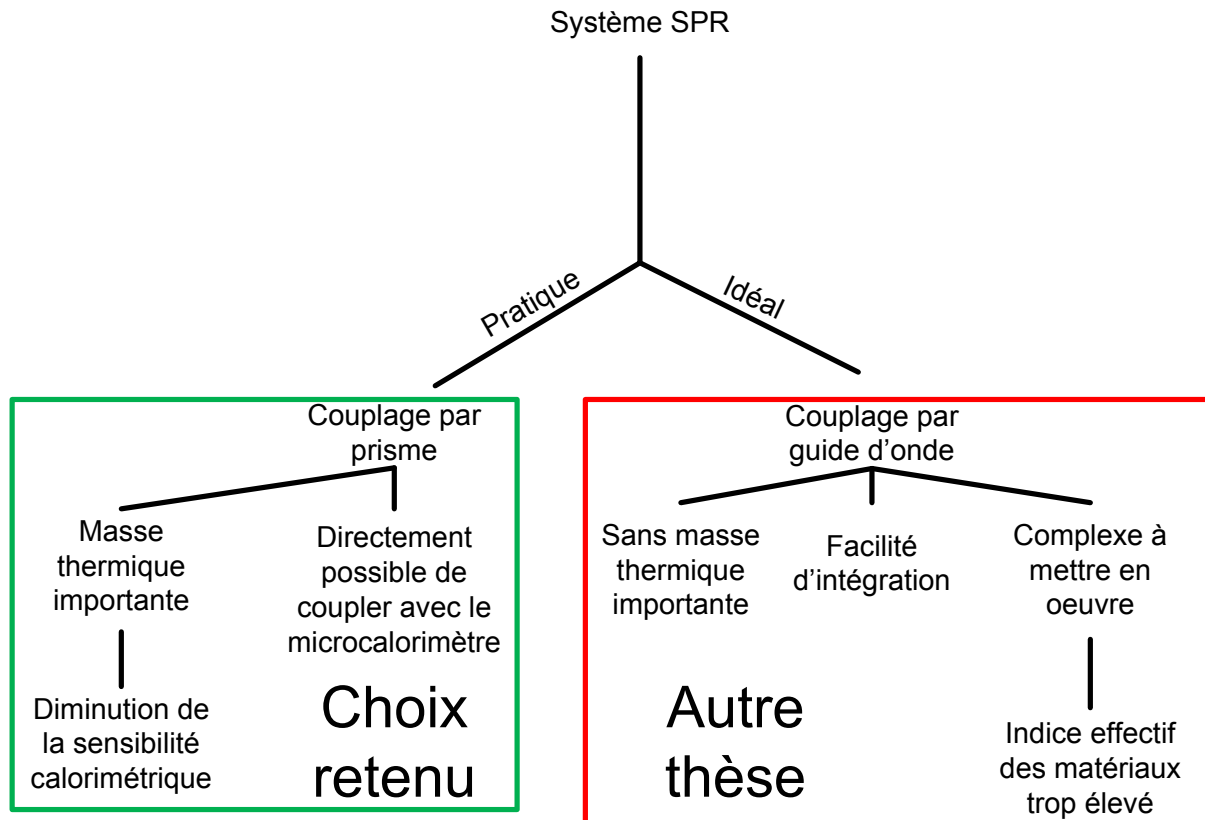 Système SPR
Pratique
Idéal
Couplage par
prisme
Masse
thermique
importante
Directement
possible de
coupler avec le
microcalorimètre
Diminution de
la sensibilité
calorimétrique
Choix
retenu
Couplage par
guide d'onde
Sans masse
thermique
importante
Facilité
d'intégration
Complexe à
mettre en
oeuvre
Autre
thèse
Indice effectif
des matériaux
trop élevé